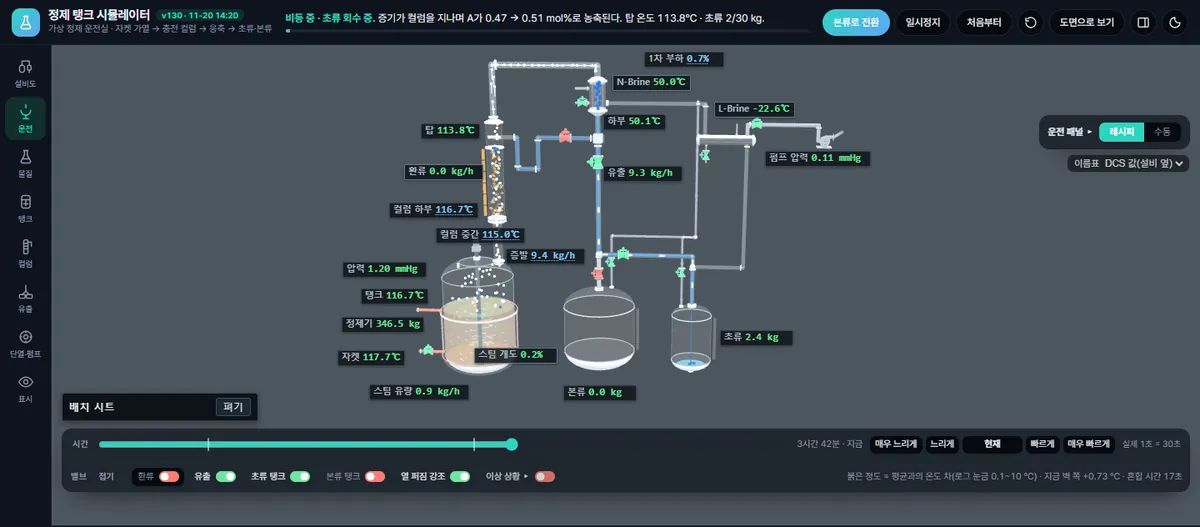 정제 탱크 시뮬레이터 v130 · 11-20 14:20
가상 정제 운전실 · 자켓 가열 → 충전 컬럼 → 응축 → 초류·본류
비등 중 · 초류 회수 중. 증기가 컬럼을 지나며 A가 0.47 → 0.51 mol%로 농축된다. 탑 온도 113.8°C · 초류 2/30 kg.
본류로 전환
일시정지
처음부터
도면으로 보기
설비도
운전
물질
탱크
컬럼
유출
단열·펌프
표시
1차 부하 0.7%
N-Brine 50.0℃
L-Brine -22.6℃
하부 50.1℃
탑 113.8℃
펌프 압력 0.11 mmHg
환류 0.0 kg/h
유출 9.3 kg/h
컬럼 하부 116.7℃
컬럼 중간 115.0℃
증발 9.4 kg/h
압력 1.20 mmHg
탱크 116.7℃
정제기 346.5 kg
초류 2.4 kg
자켓 117.7℃
스팀 개도 0.2%
스팀 유량 0.9 kg/h
본류 0.0 kg
운전 패널 ▸ 레시피 수동
이름표 DCS 값(설비 옆)
배치 시트 펴기
시간
3시간 42분 · 지금 매우 느리게 느리게 현재 빠르게 매우 빠르게 실제 1초 = 30초
밸브 접기 환류 유출 초류 탱크 본류 탱크 열 퍼짐 강조 이상 상황 ▸
붉은 정도 = 평균과의 온도 차(로그 눈금 0.1~10 °C) · 지금 벽 쪽 +0.73 °C · 혼합 시간 17초